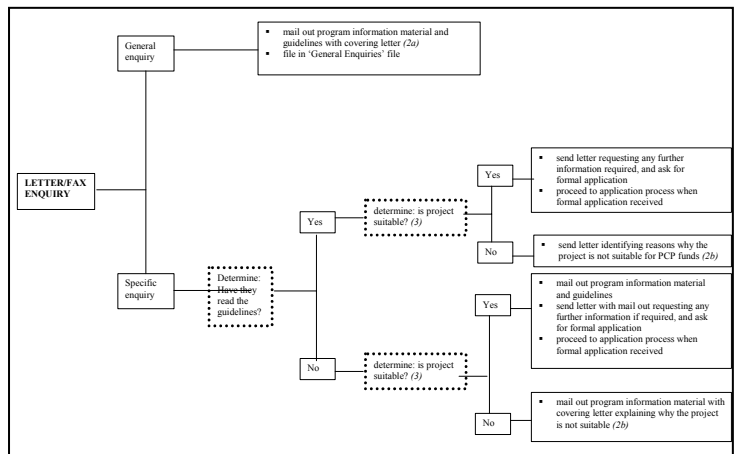 General
enquiry
▪ mail out program information material and
guidelines with covering letter (2a)
▪ file in ‘General Enquiries’ file
LETTER/FAX
ENQUIRY
Specific
enquiry
Determine:
Have they
read the
guidelines?
Yes
determine: is project
suitable? (3)
Yes
▪ send letter requesting any further
information required, and ask for
formal application
▪ proceed to application process when
formal application received
No
▪ send letter identifying reasons why the
project is not suitable for PCP funds (2b)
No
determine: is project
suitable? (3)
Yes
▪ mail out program information material
and guidelines
▪ send letter with mail out requesting any
further information if required, and ask
for formal application
▪ proceed to application process when
formal application received
No
▪ mail out program information material with
covering letter explaining why the project
is not suitable (2b)